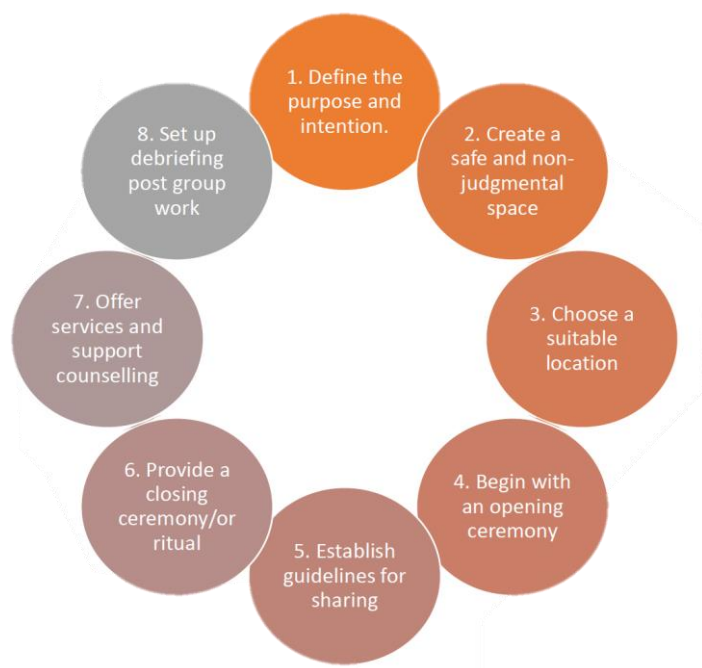 1. Define the
purpose and
intention.
2. Create a
safe and non-
judgmental
space
3. Choose a
suitable
location
4. Begin with
an opening
ceremony
5. Establish
guidelines for
sharing
6. Provide a
closing
ceremony/or
ritual
7. Offer
services and
support
counselling
8. Set up
debriefing
post group
work